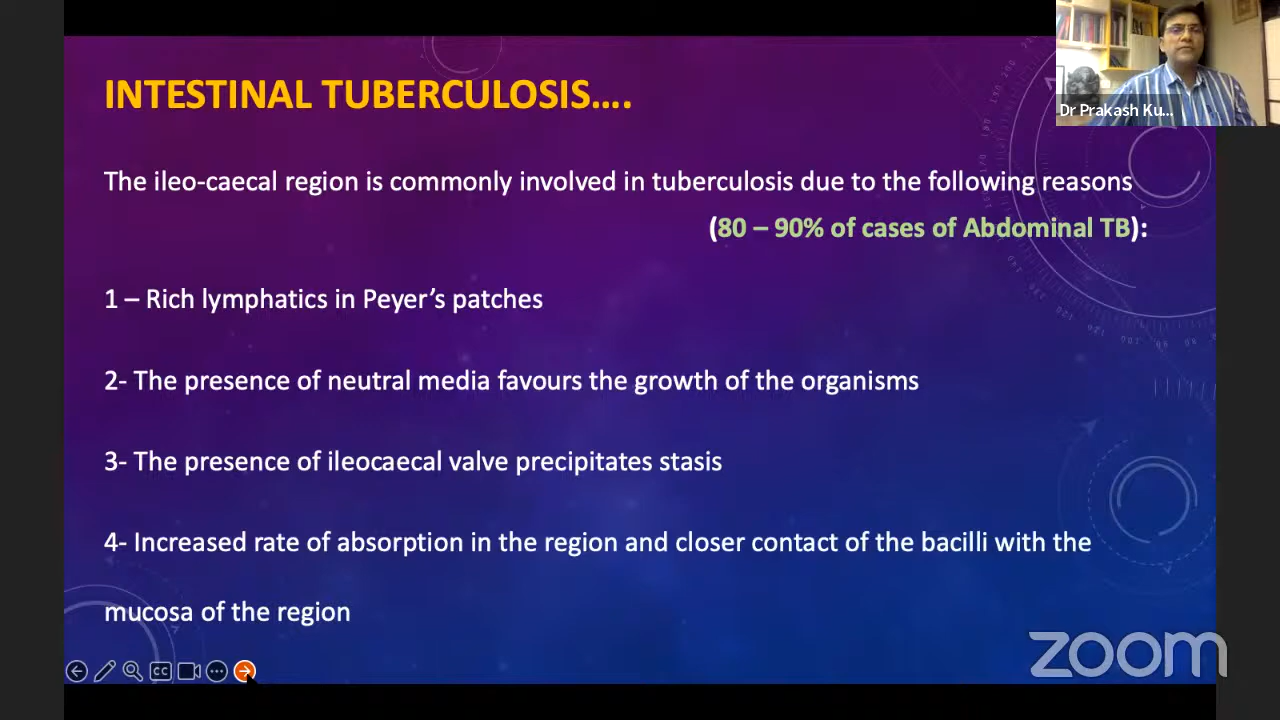 INTESTINAL TUBERCULOSIS….
Dr Prakash Ku...
The ileo-caecal region is commonly involved in tuberculosis due to the following reasons
(80 – 90% of cases of Abdominal TB):
1 – Rich lymphatics in Peyer’s patches
2- The presence of neutral media favours the growth of the organisms
3- The presence of ileocaecal valve precipitates stasis
4- Increased rate of absorption in the region and closer contact of the bacilli with the
mucosa of the region
CC
zoom